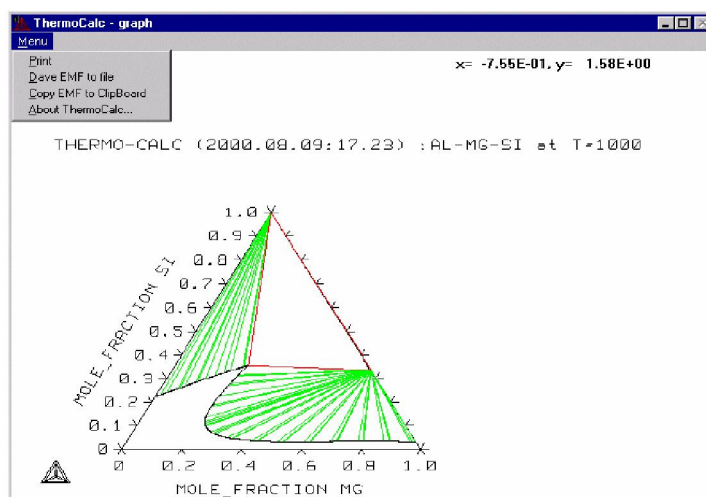 ThermoCalc - graph
Menu
Print
Dave EMF to file
Copy EMF to ClipBoard
About ThermoCalc...
x= -7.55E-01, y= 1.58E+00
THERMO-CALC (2000.08.09:17.23) :AL-MG-SI at T=1000
1.0
0.9
0.8
0.7
0.6
0.5
0.4
0.3
0.2
0.1
0
MOLE_FRACTION SI
0 0.2 0.4 0.6 0.8 1.0
MOLE_FRACTION MG